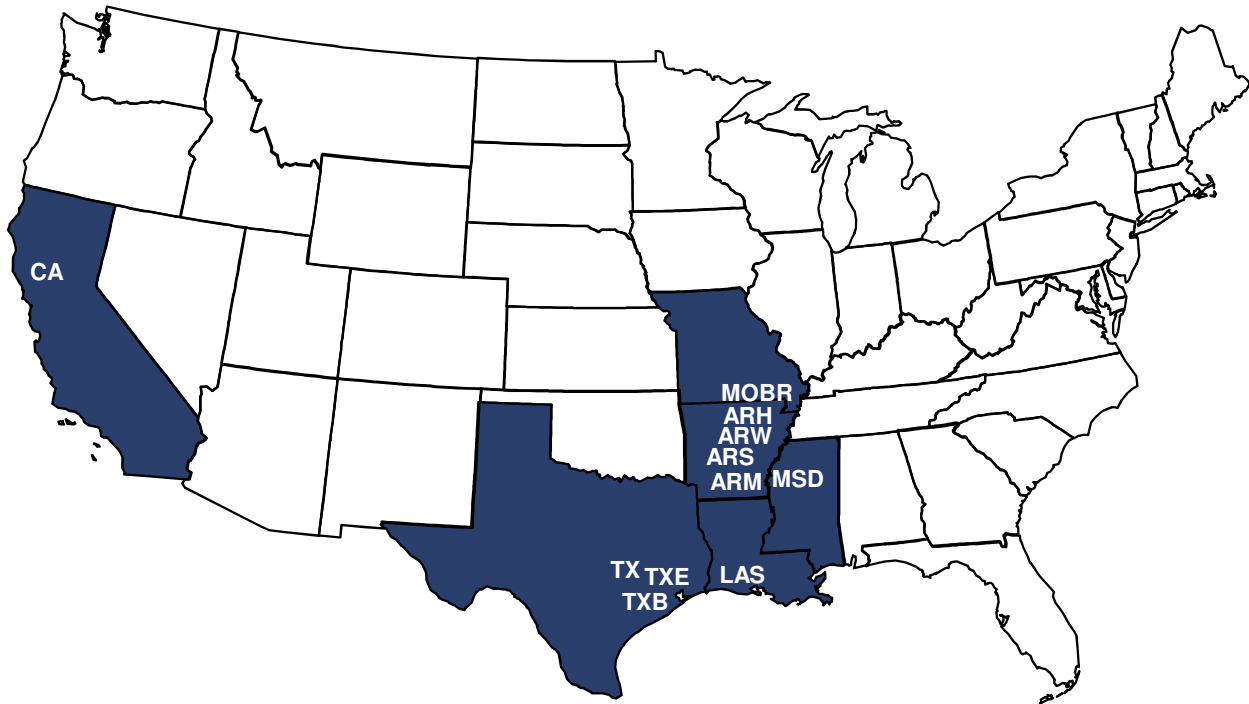 CA
MOBR
ARH
ARW
ARS
ARM MSD
TX TXE LAS
TXB